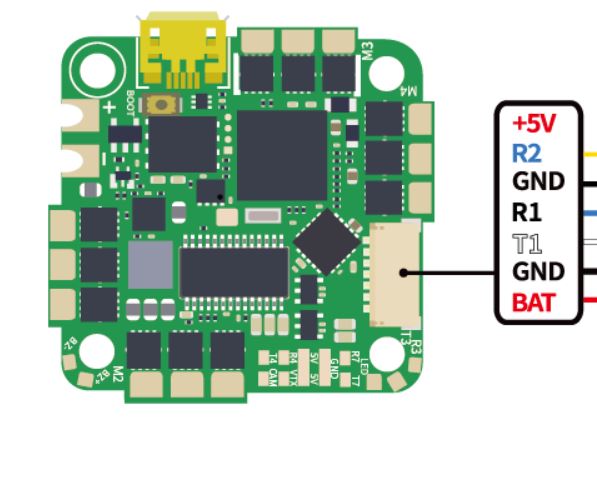 M3
M4
BOOT
+
-
+5V
R2
GND
R1
T1
GND
BAT
T3
R3
BZ-
BZ+
M2
T4
CAM
R4
VTX
5V
5V
GND
R7
T7
LED